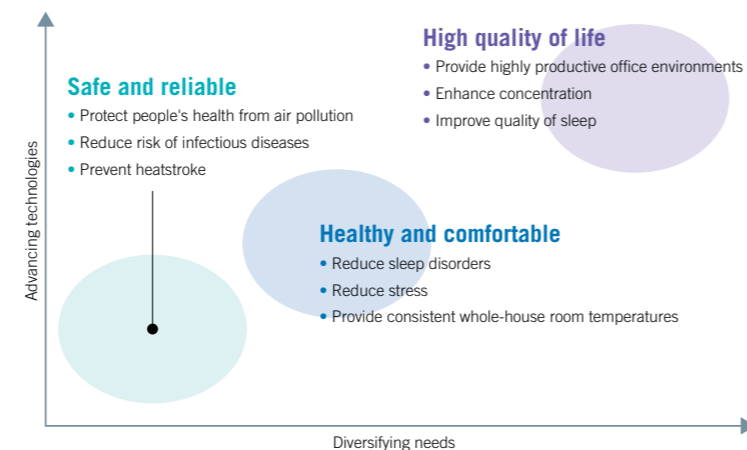 High quality of life
• Provide highly productive office environments
• Enhance concentration
• Improve quality of sleep
Safe and reliable
• Protect people's health from air pollution
• Reduce risk of infectious diseases
• Prevent heatstroke
Healthy and comfortable
• Reduce sleep disorders
• Reduce stress
• Provide consistent whole-house room temperatures
Advancing technologies
Diversifying needs